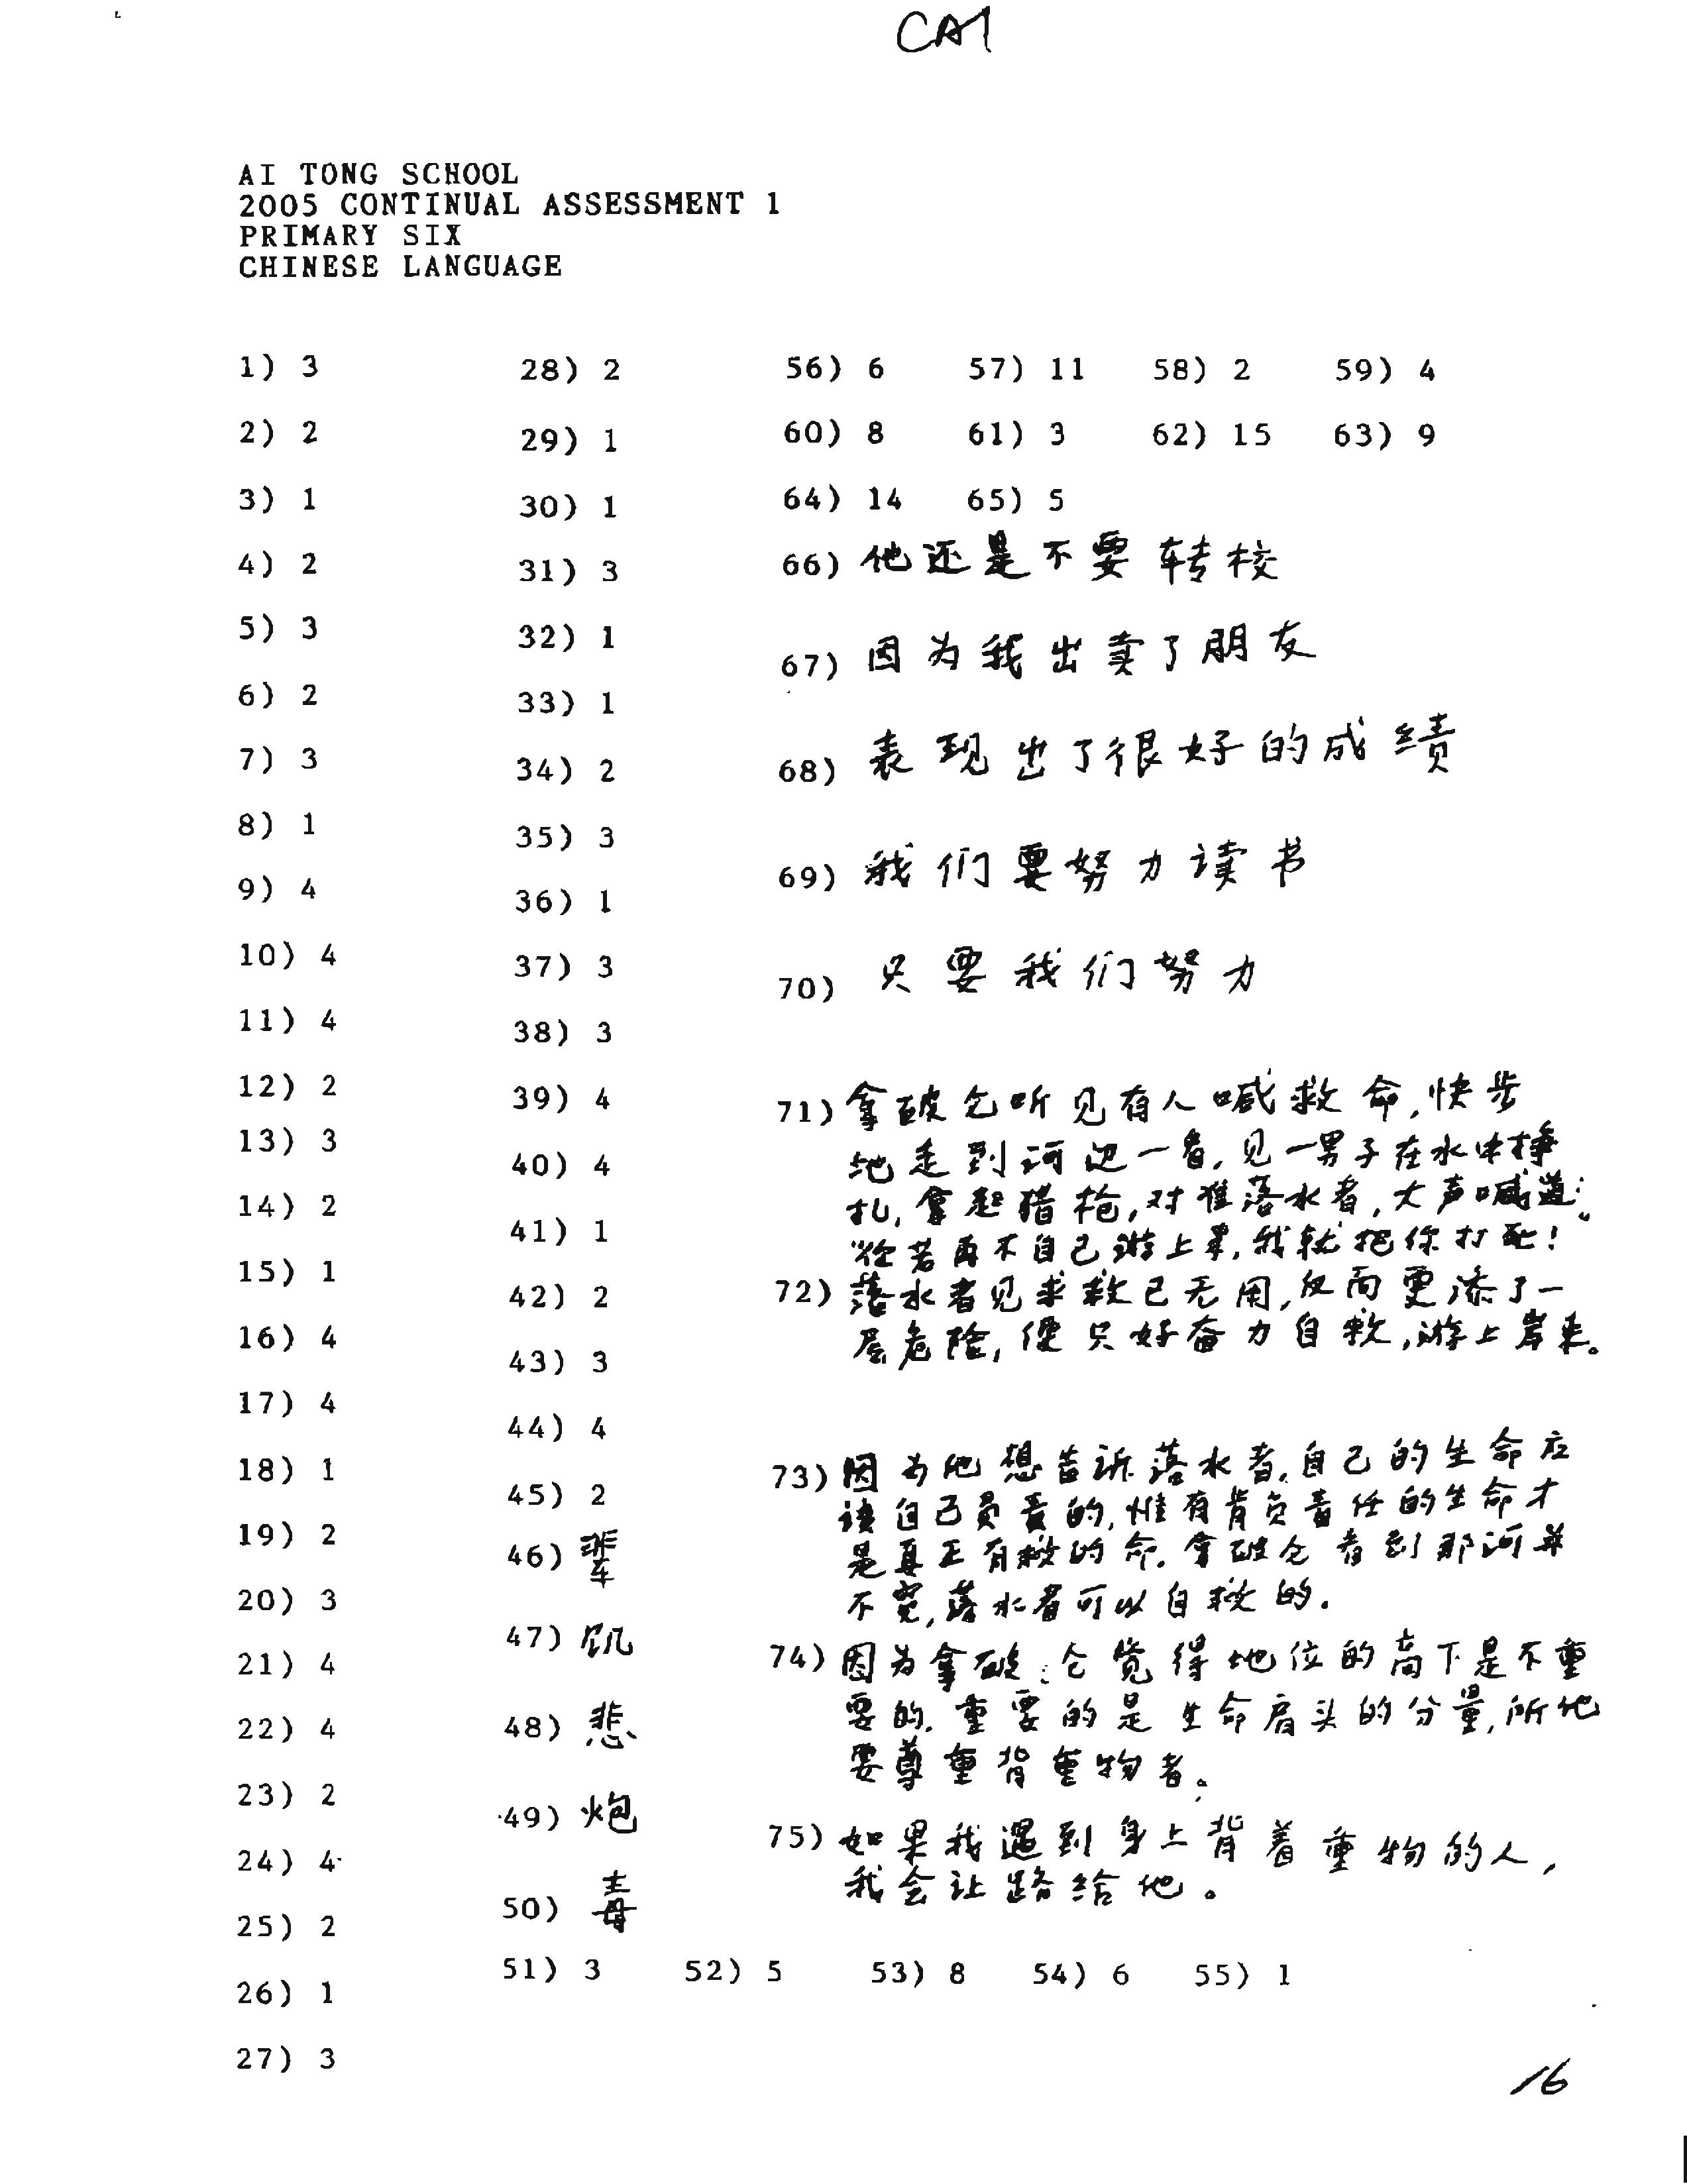 CA1
AI TONG SCHOOL
2005 CONTINUAL ASSESSMENT 1
PRIMARY SIX
CHINESE LANGUAGE
1) 3
2) 2
3) 1
4) 2
5) 3
6) 2
7) 3
8) 1
9) 4
10) 4
11) 4
12) 2
13) 3
14) 2
15) 1
16) 4
17) 4
18) 1
19) 2
20) 3
21) 4
22) 4
23) 2
24) 4
25) 2
26) 1
27) 3
28) 2
29) 1
30) 1
31) 3
32) 1
33) 1
34) 2
35) 3
36) 1
37) 3
38) 3
39) 4
40) 4
41) 1
42) 2
43) 3
44) 4
45) 2
46) 辈
47) 饥
48) 悲
49) 炮
50) 毒
51) 3 52) 5 53) 8 54) 6 55) 1
56) 6 57) 11 58) 2 59) 4
60) 8 61) 3 62) 15 63) 9
64) 14 65) 5
66) 他还是不要转校
67) 因为我出卖了朋友
68) 表现出了很好的成绩
69) 我们要努力读书
70) 只要我们努力
71) 拿破仑听见有人喊救命,快步
地走到河边一看,见一男子在水中挣
扎,拿起猎枪,对准落水者,大声喊道:
“你若再不自己游上来,我就把你打死!”
72) 落水者见求救已无用,反而更添了一
层危险,便只好奋力自救,游上岸来。
73) 因为他想告诉落水者,自己的生命应
该自己负责的,惟有肯负责任的生命才
是真正有救的命.拿破仑看到那河并
不宽,落水者可以自救的.
74) 因为拿破仑觉得地位的高下是不重
要的.重要的是生命肩头的分量,所他
要尊重背重物者。
75) 如果我遇到身上背着重物的人,
我会让路给他。
16